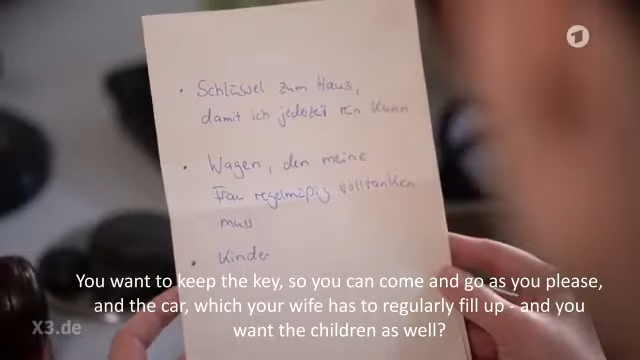 1
• Schlüssel zum Haus,
damit ich jederzeit rein kann
• Wagen, den meine
Frau regelmäßig volltanken
muss
• Kinder
You want to keep the key, so you can come and go as you please,
and the car, which your wife has to regularly fill up - and you
want the children as well?
X3.de